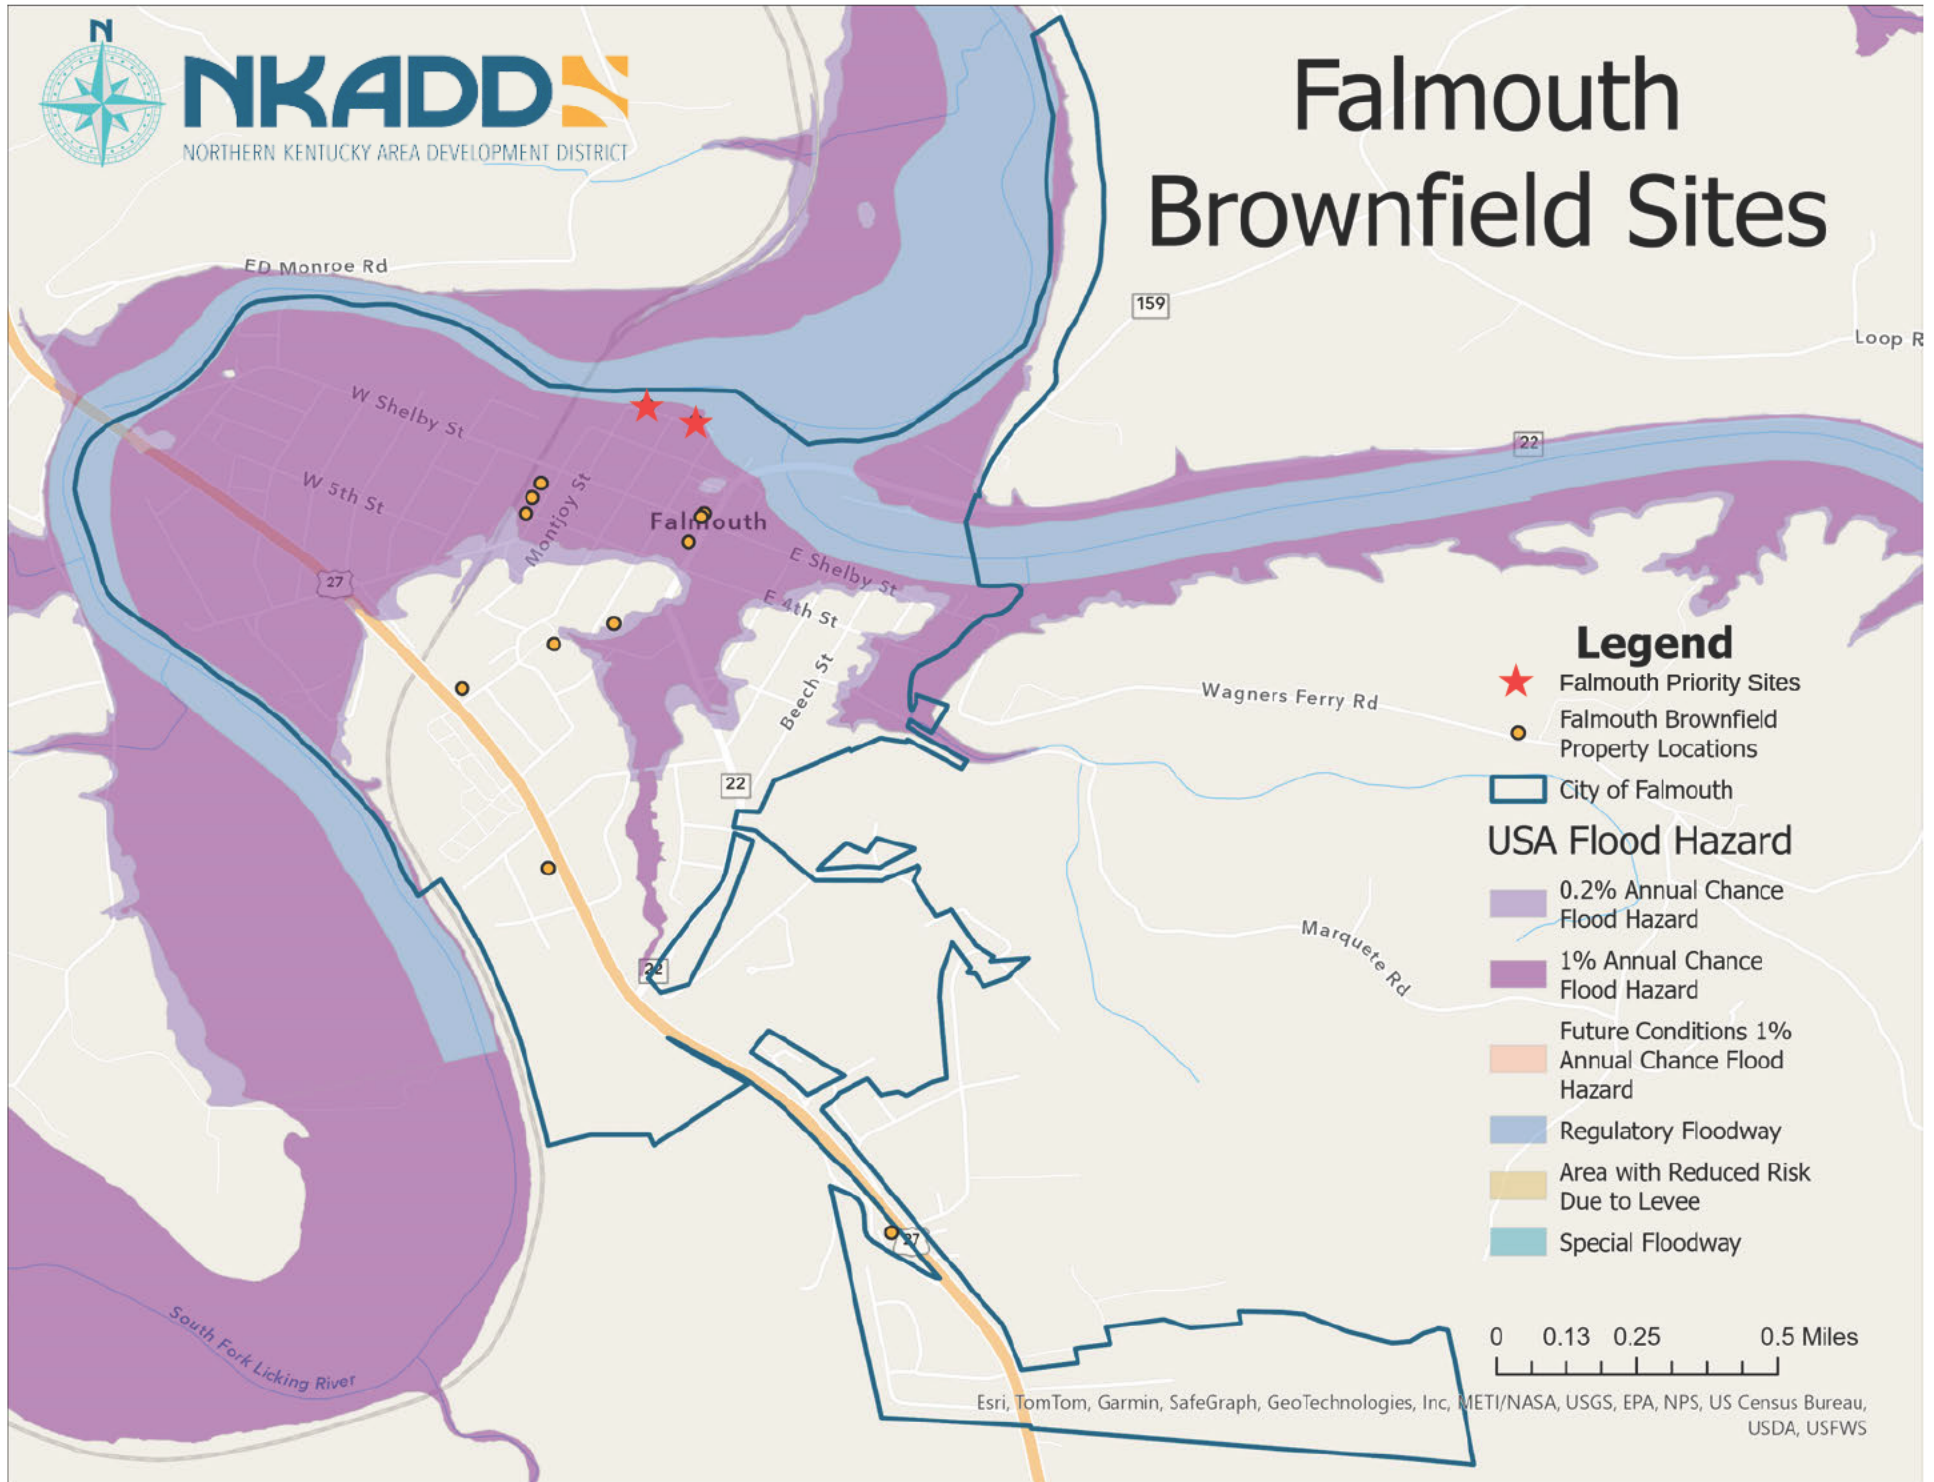 N
NKADD
NORTHERN KENTUCKY AREA DEVELOPMENT DISTRICT
Falmouth
Brownfield Sites
ED Monroe Rd
159
Loop R
W Shelby St
22
W 5th St
Montjoy St
Falmouth
E Shelby St
27
E 4th St
Beech St
Wagners Ferry Rd
22
Marquete Rd
22
27
South Fork Licking River
Legend
Falmouth Priority Sites
Falmouth Brownfield
Property Locations
City of Falmouth
USA Flood Hazard
0.2% Annual Chance
Flood Hazard
1% Annual Chance
Flood Hazard
Future Conditions 1%
Annual Chance Flood
Hazard
Regulatory Floodway
Area with Reduced Risk
Due to Levee
Special Floodway
0 0.13 0.25 0.5 Miles
Esri, TomTom, Garmin, SafeGraph, GeoTechnologies, Inc, METI/NASA, USGS, EPA, NPS, US Census Bureau,
USDA, USFWS